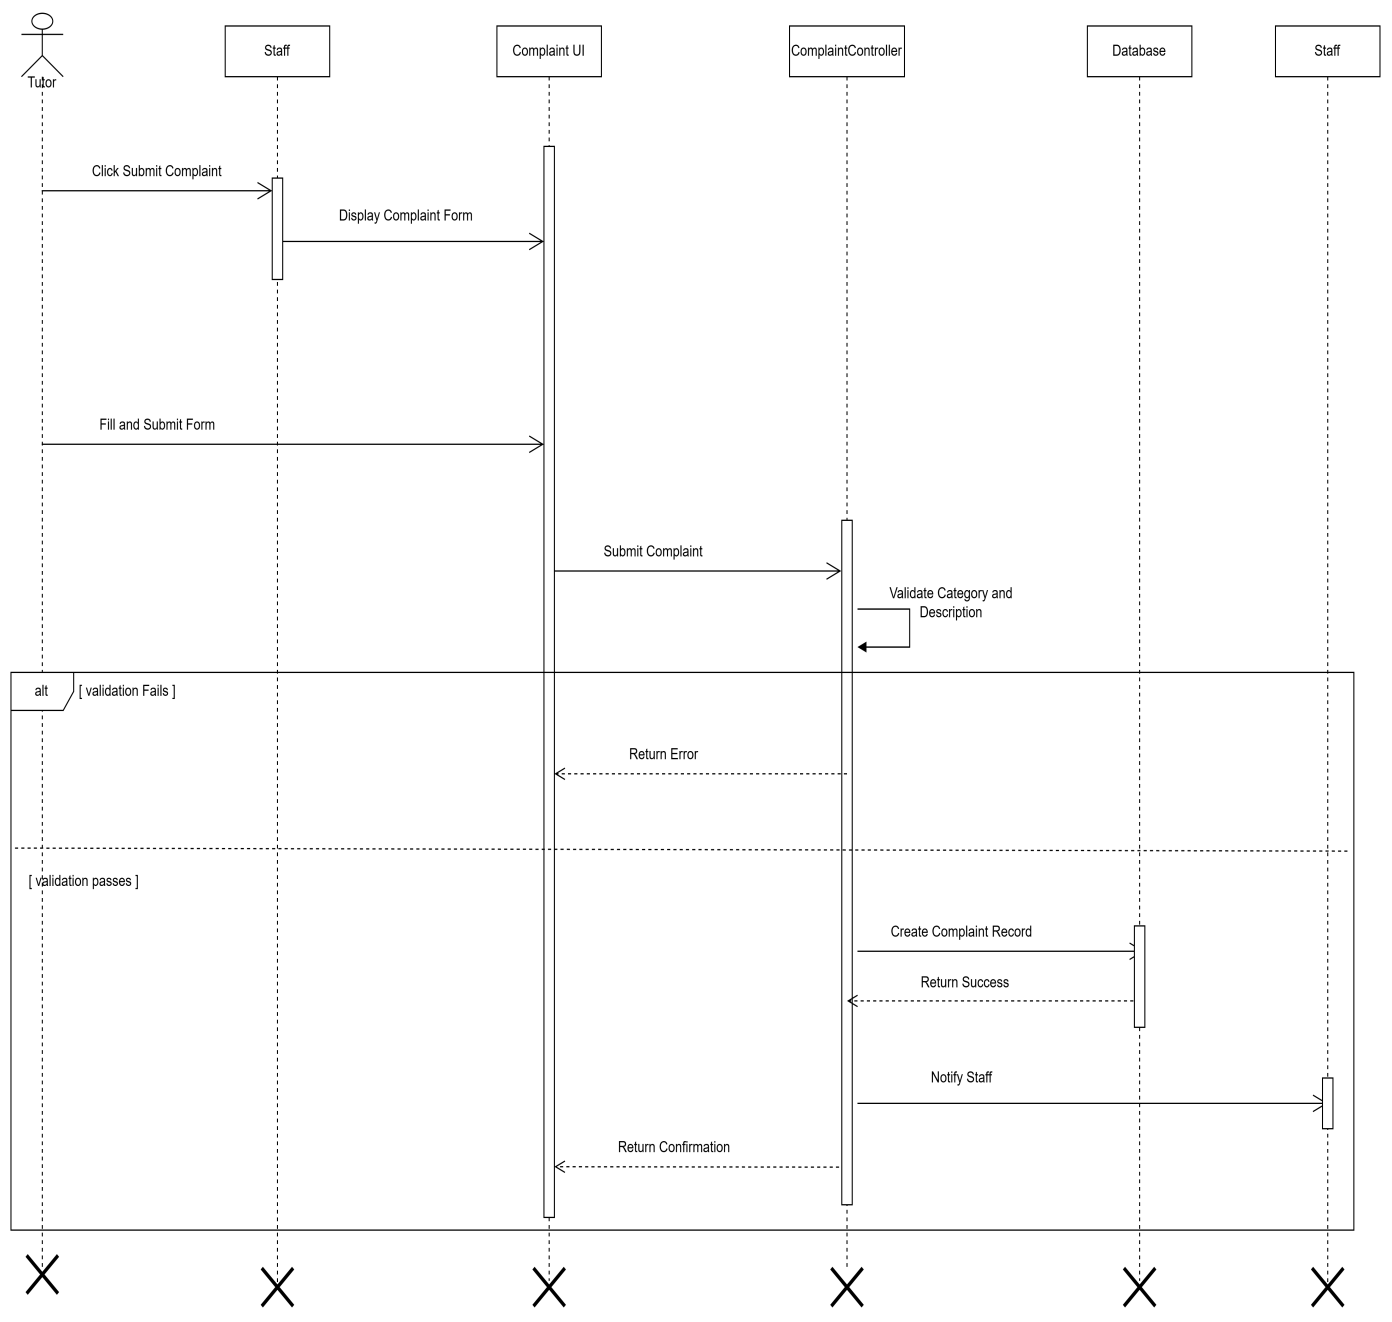 Tutor
Staff
Complaint UI
ComplaintController
Database
Staff
Click Submit Complaint
Display Complaint Form
Fill and Submit Form
Submit Complaint
Validate Category and
Description
alt
[ validation Fails ]
Return Error
[ validation passes ]
Create Complaint Record
Return Success
Notify Staff
Return Confirmation